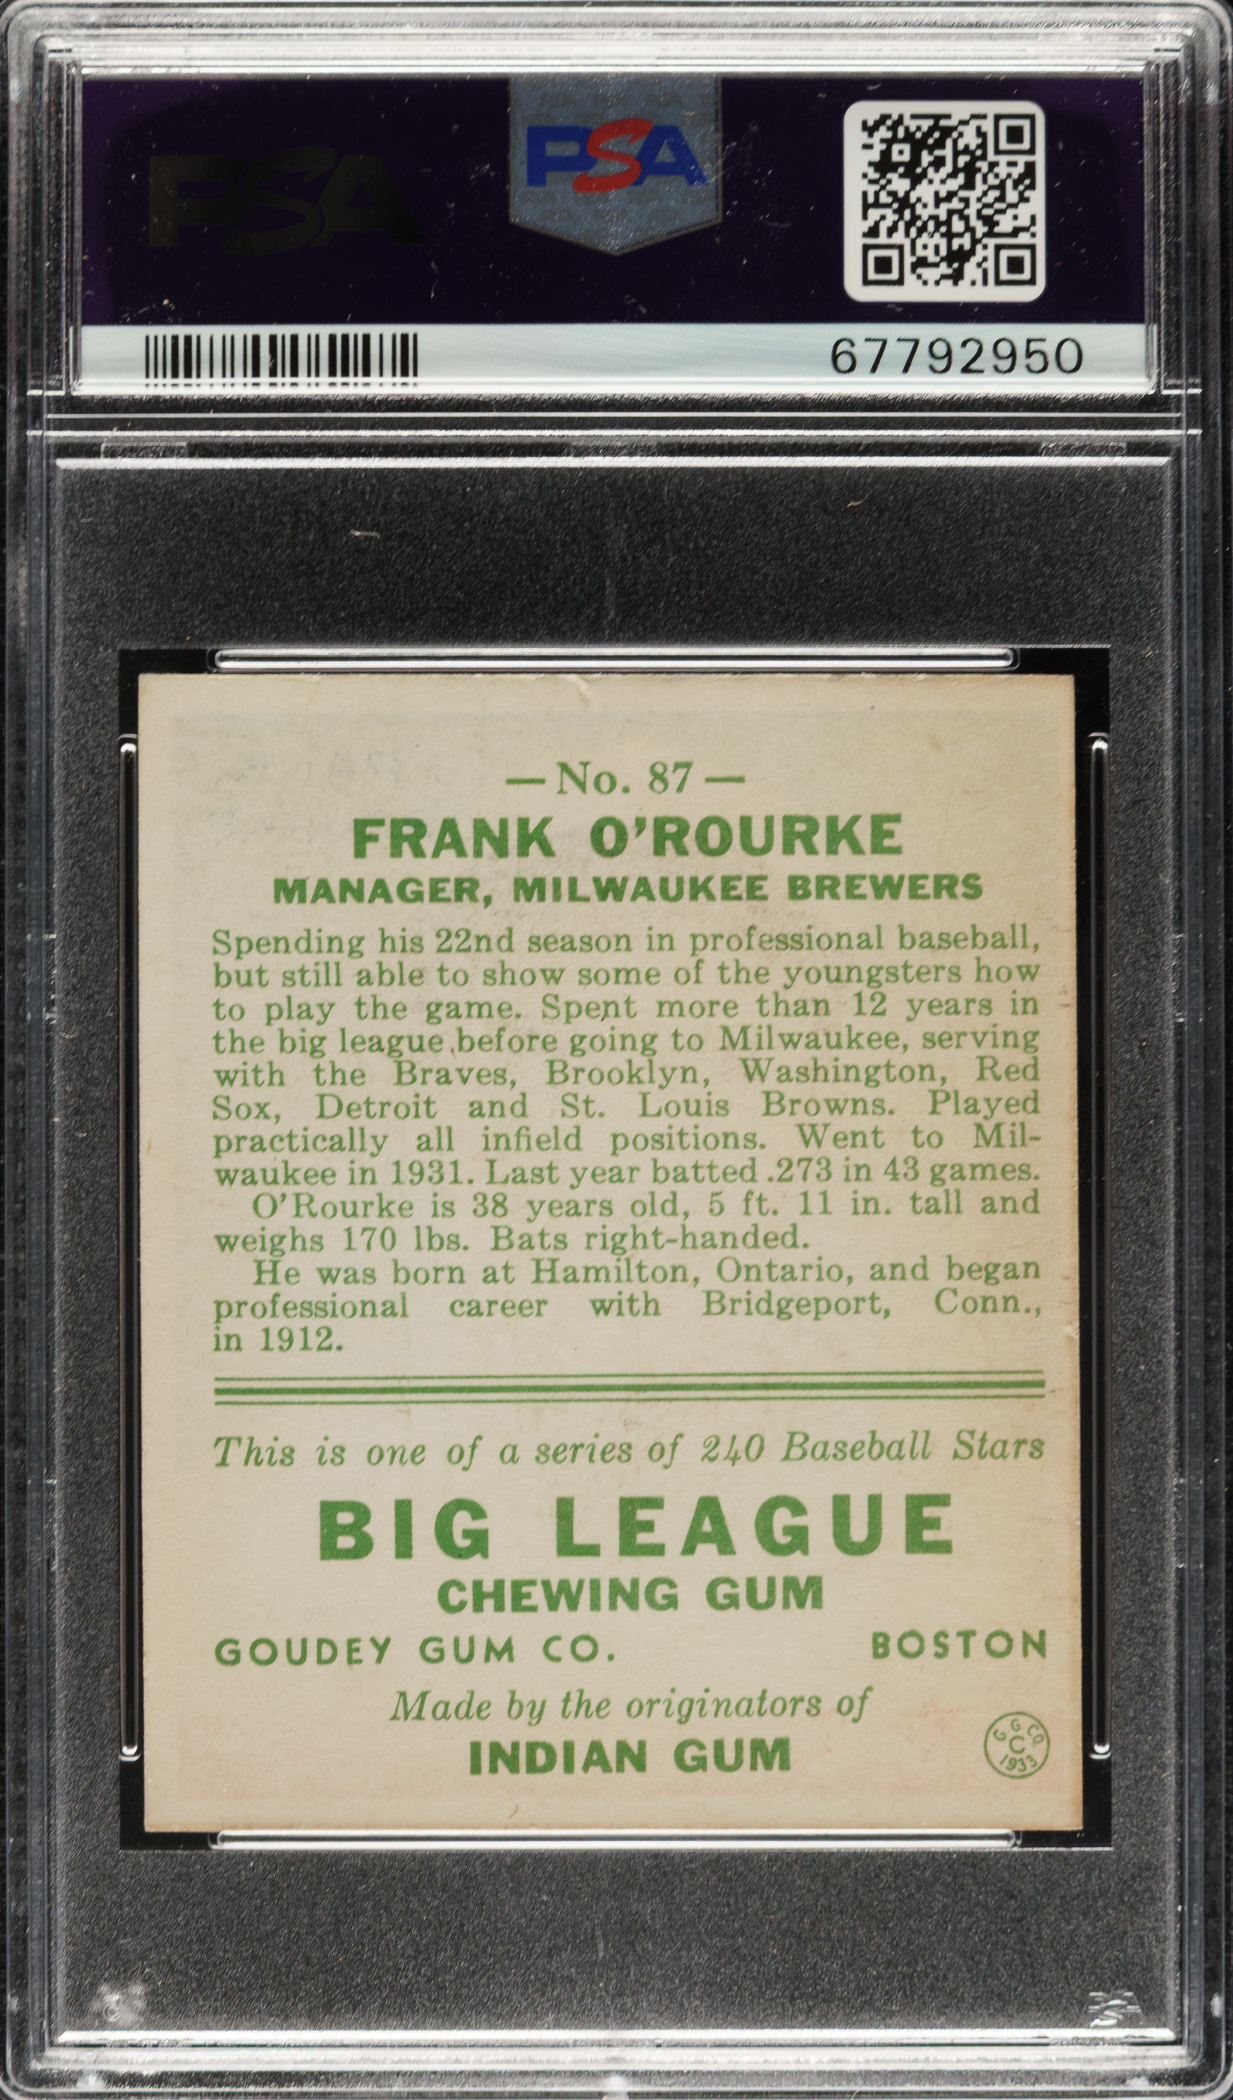 PSA
PSA
67792950
— No. 87 —
FRANK O'ROURKE
MANAGER, MILWAUKEE BREWERS
Spending his 22nd season in professional baseball,
but still able to show some of the youngsters how
to play the game. Spent more than 12 years in
the big league before going to Milwaukee, serving
with the Braves, Brooklyn, Washington, Red
Sox, Detroit and St. Louis Browns. Played
practically all infield positions. Went to Mil-
waukee in 1931. Last year batted .273 in 43 games.
O'Rourke is 38 years old, 5 ft. 11 in. tall and
weighs 170 lbs. Bats right-handed.
He was born at Hamilton, Ontario, and began
professional career with Bridgeport, Conn.,
in 1912.
This is one of a series of 240 Baseball Stars
BIG LEAGUE
CHEWING GUM
GOUDEY GUM CO. BOSTON
Made by the originators of
INDIAN GUM
G G CO.
C
1933